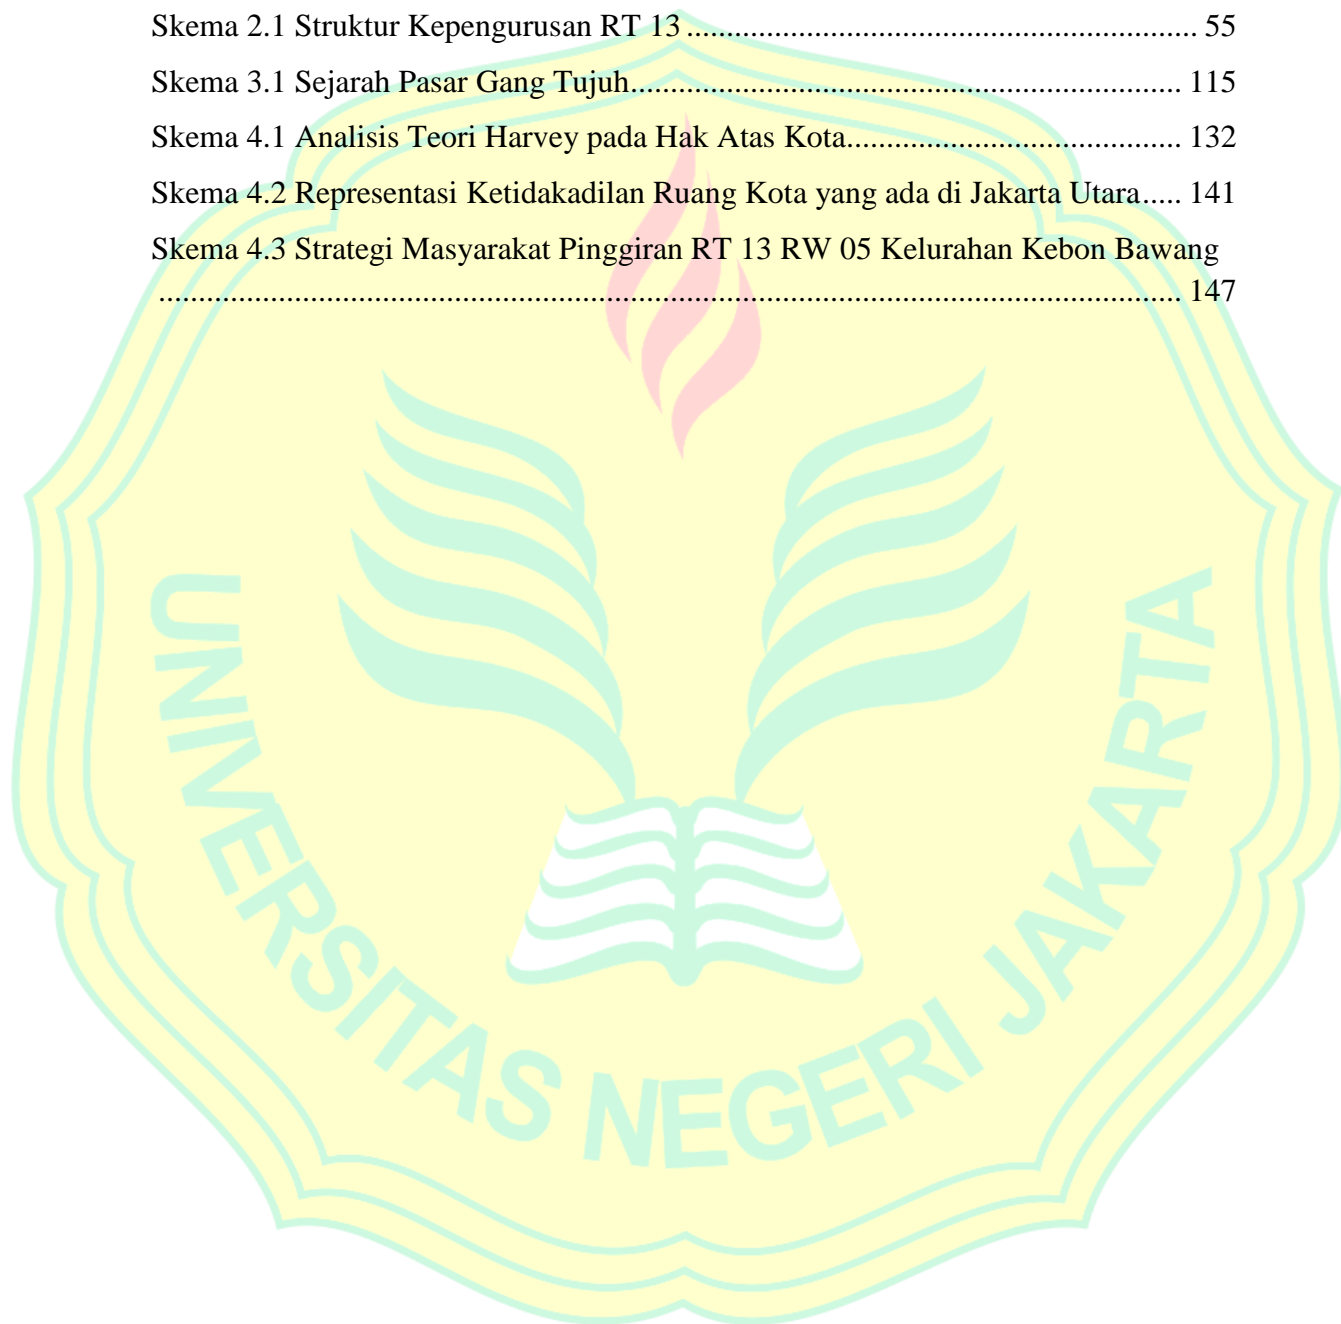 Skema 2.1 Struktur Kepengurusan RT 13 ................................................................. 55
Skema 3.1 Sejarah Pasar Gang Tujuh...................................................................... 115
Skema 4.1 Analisis Teori Harvey pada Hak Atas Kota.......................................... 132
Skema 4.2 Representasi Ketidakadilan Ruang Kota yang ada di Jakarta Utara..... 141
Skema 4.3 Strategi Masyarakat Pinggiran RT 13 RW 05 Kelurahan Kebon Bawang
.................................................................................................................................. 147
UNIVERSITAS NEGERI JAKARTA